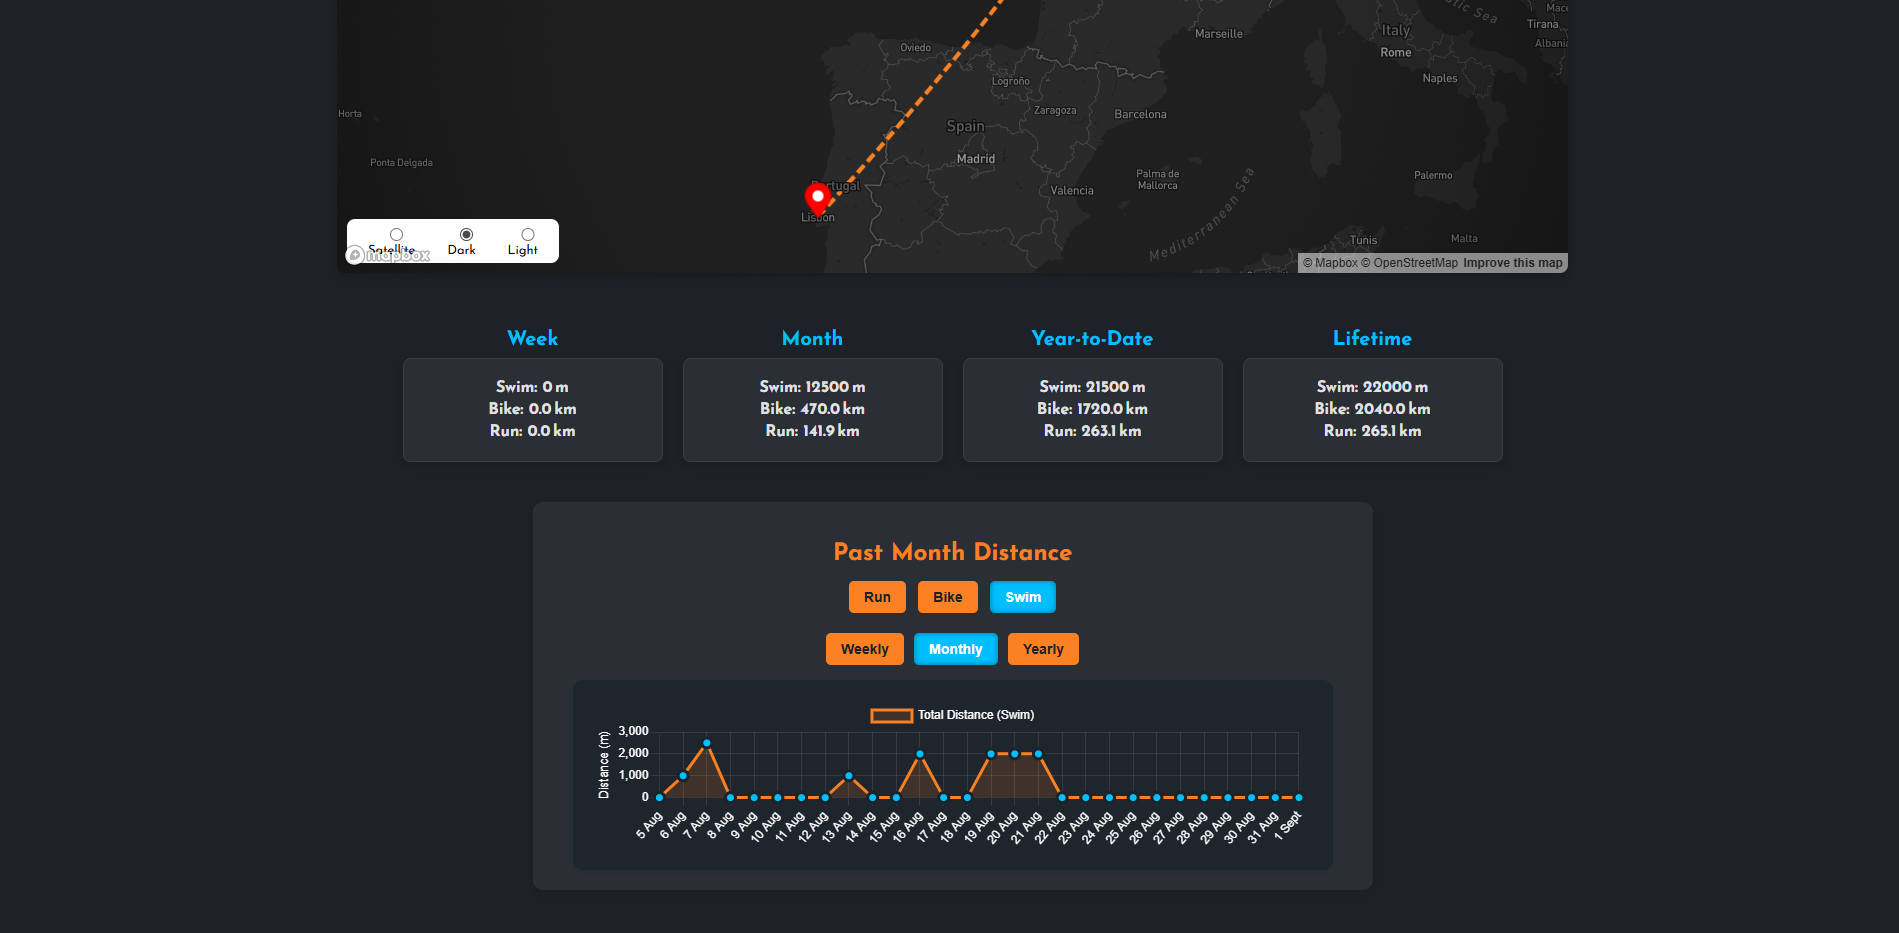 Marseille
Italy
Rome
Naples
Tirana
Oviedo
Logroño
Zaragoza
Barcelona
Spain
Madrid
Horta
Ponta Delgada
Portugal
Lisbon
Valencia
Palma de
Mallorca
Mediterranean Sea
Palermo
Tunis
Malta
Satellite
Dark
Light
mapbox
© Mapbox © OpenStreetMap Improve this map
Week
Swim: 0 m
Bike: 0.0 km
Run: 0.0 km
Month
Swim: 12500 m
Bike: 470.0 km
Run: 141.9 km
Year-to-Date
Swim: 21500 m
Bike: 1720.0 km
Run: 263.1 km
Lifetime
Swim: 22000 m
Bike: 2040.0 km
Run: 265.1 km
Past Month Distance
Run Bike Swim
Weekly Monthly Yearly
Total Distance (Swim)
Distance (m)
3,000
2,000
1,000
0
5 Aug 6 Aug 7 Aug 8 Aug 9 Aug 10 Aug 11 Aug 12 Aug 13 Aug 14 Aug 15 Aug 16 Aug 17 Aug 18 Aug 19 Aug 20 Aug 21 Aug 22 Aug 23 Aug 24 Aug 25 Aug 26 Aug 27 Aug 28 Aug 29 Aug 30 Aug 31 Aug 1 Sept